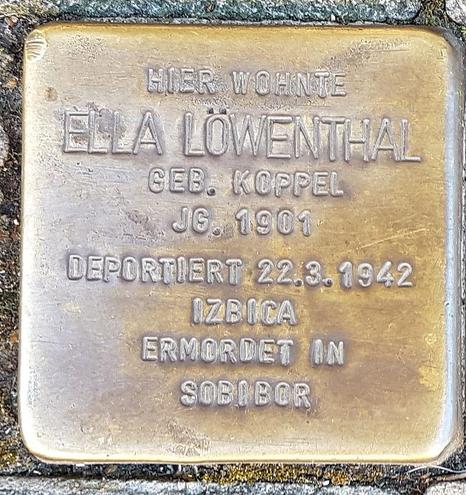 HIER WOHNTE
ELLA LÖWENTHAL
GEB. KOPPEL
JG. 1901
DEPORTIERT 22.3.1942
IZBICA
ERMORDET IN
SOBIBOR